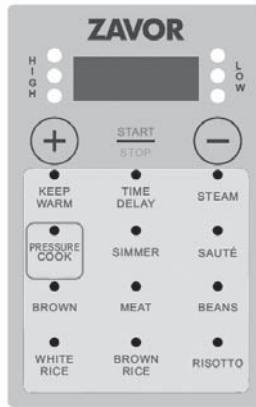 ZAVOR
HIGH
LOW
+
START
STOP
−
KEEP WARM
TIME DELAY
STEAM
PRESSURE COOK
SIMMER
SAUTÉ
BROWN
MEAT
BEANS
WHITE RICE
BROWN RICE
RISOTTO